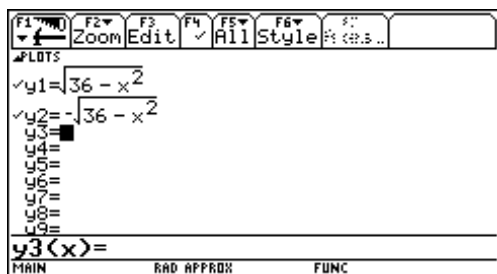 F1 F2 F3 F4 F5 F6
Zoom Edit ✓ All Style
PLOTS
✓y1=√36 - x²
✓y2=-√36 - x²
y3=
y4=
y5=
y6=
y7=
y8=
y9=
y3(x)=
MAIN RAD APPROX FUNC